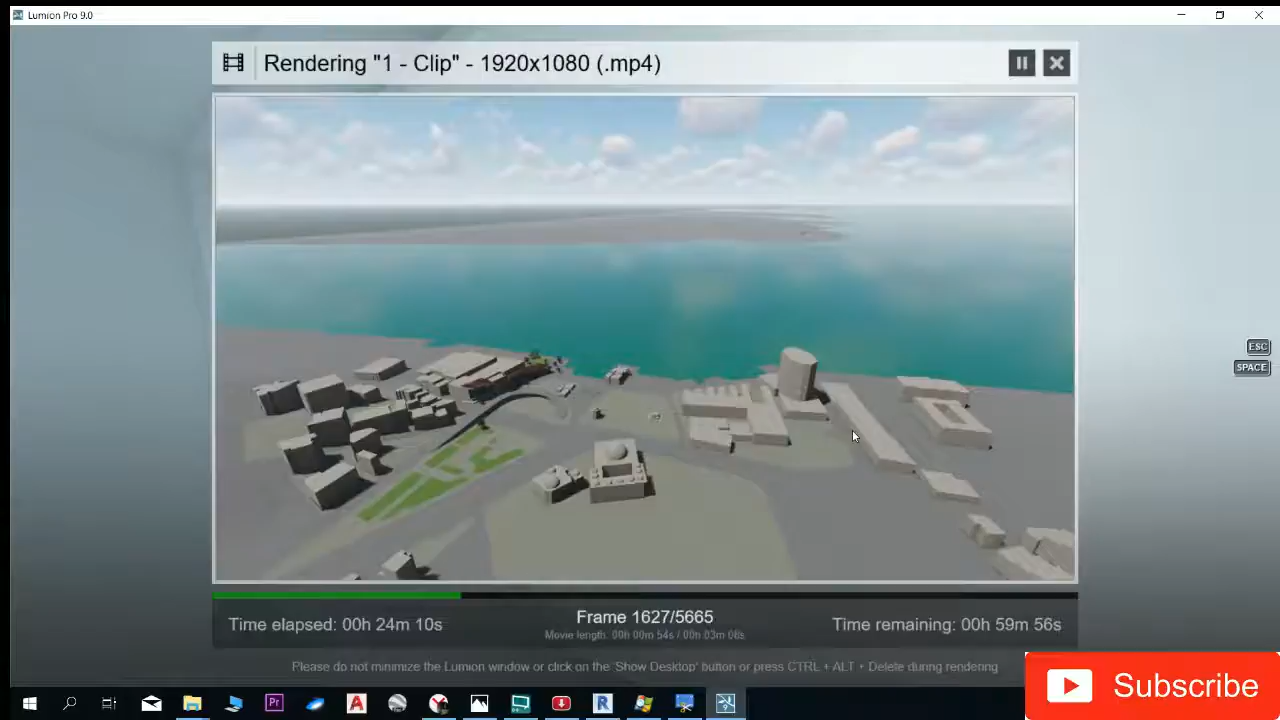 Lumion Pro 9.0
Rendering "1 - Clip" - 1920x1080 (.mp4)
ESC
SPACE
Time elapsed: 00h 24m 10s
Frame 1627/5665
Movie length: 00h 00m 54s / 00h 03m 08s
Time remaining: 00h 59m 56s
Please do not minimize the Lumion window or click on the 'Show Desktop' button or press CTRL + ALT + Delete during rendering
Pr
A
R
Subscribe